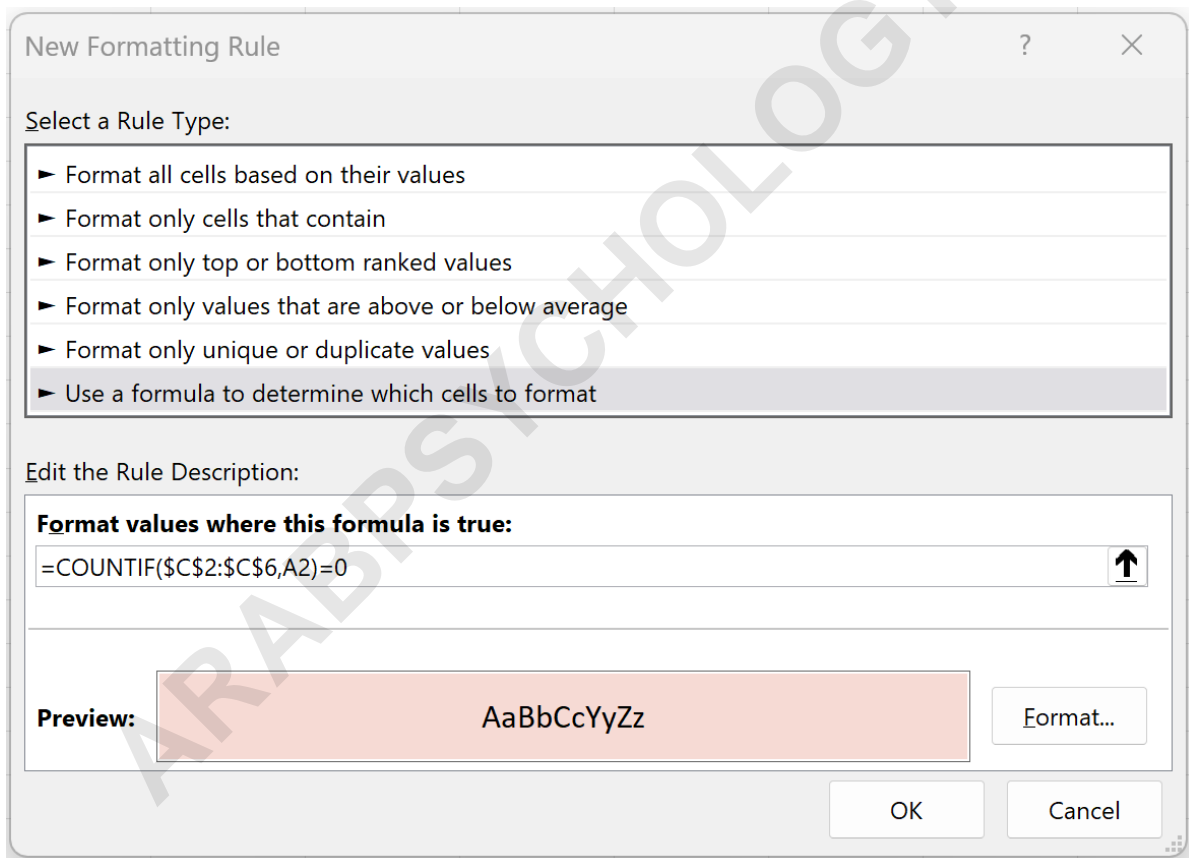 New Formatting Rule ?
Select a Rule Type:
► Format all cells based on their values
► Format only cells that contain
► Format only top or bottom ranked values
► Format only values that are above or below average
► Format only unique or duplicate values
► Use a formula to determine which cells to format
Edit the Rule Description:
Format values where this formula is true:
=COUNTIF($C$2:$C$6,A2)=0
Preview: AaBbCcYyZz Format...
OK Cancel
ARABPSYCHOLOG